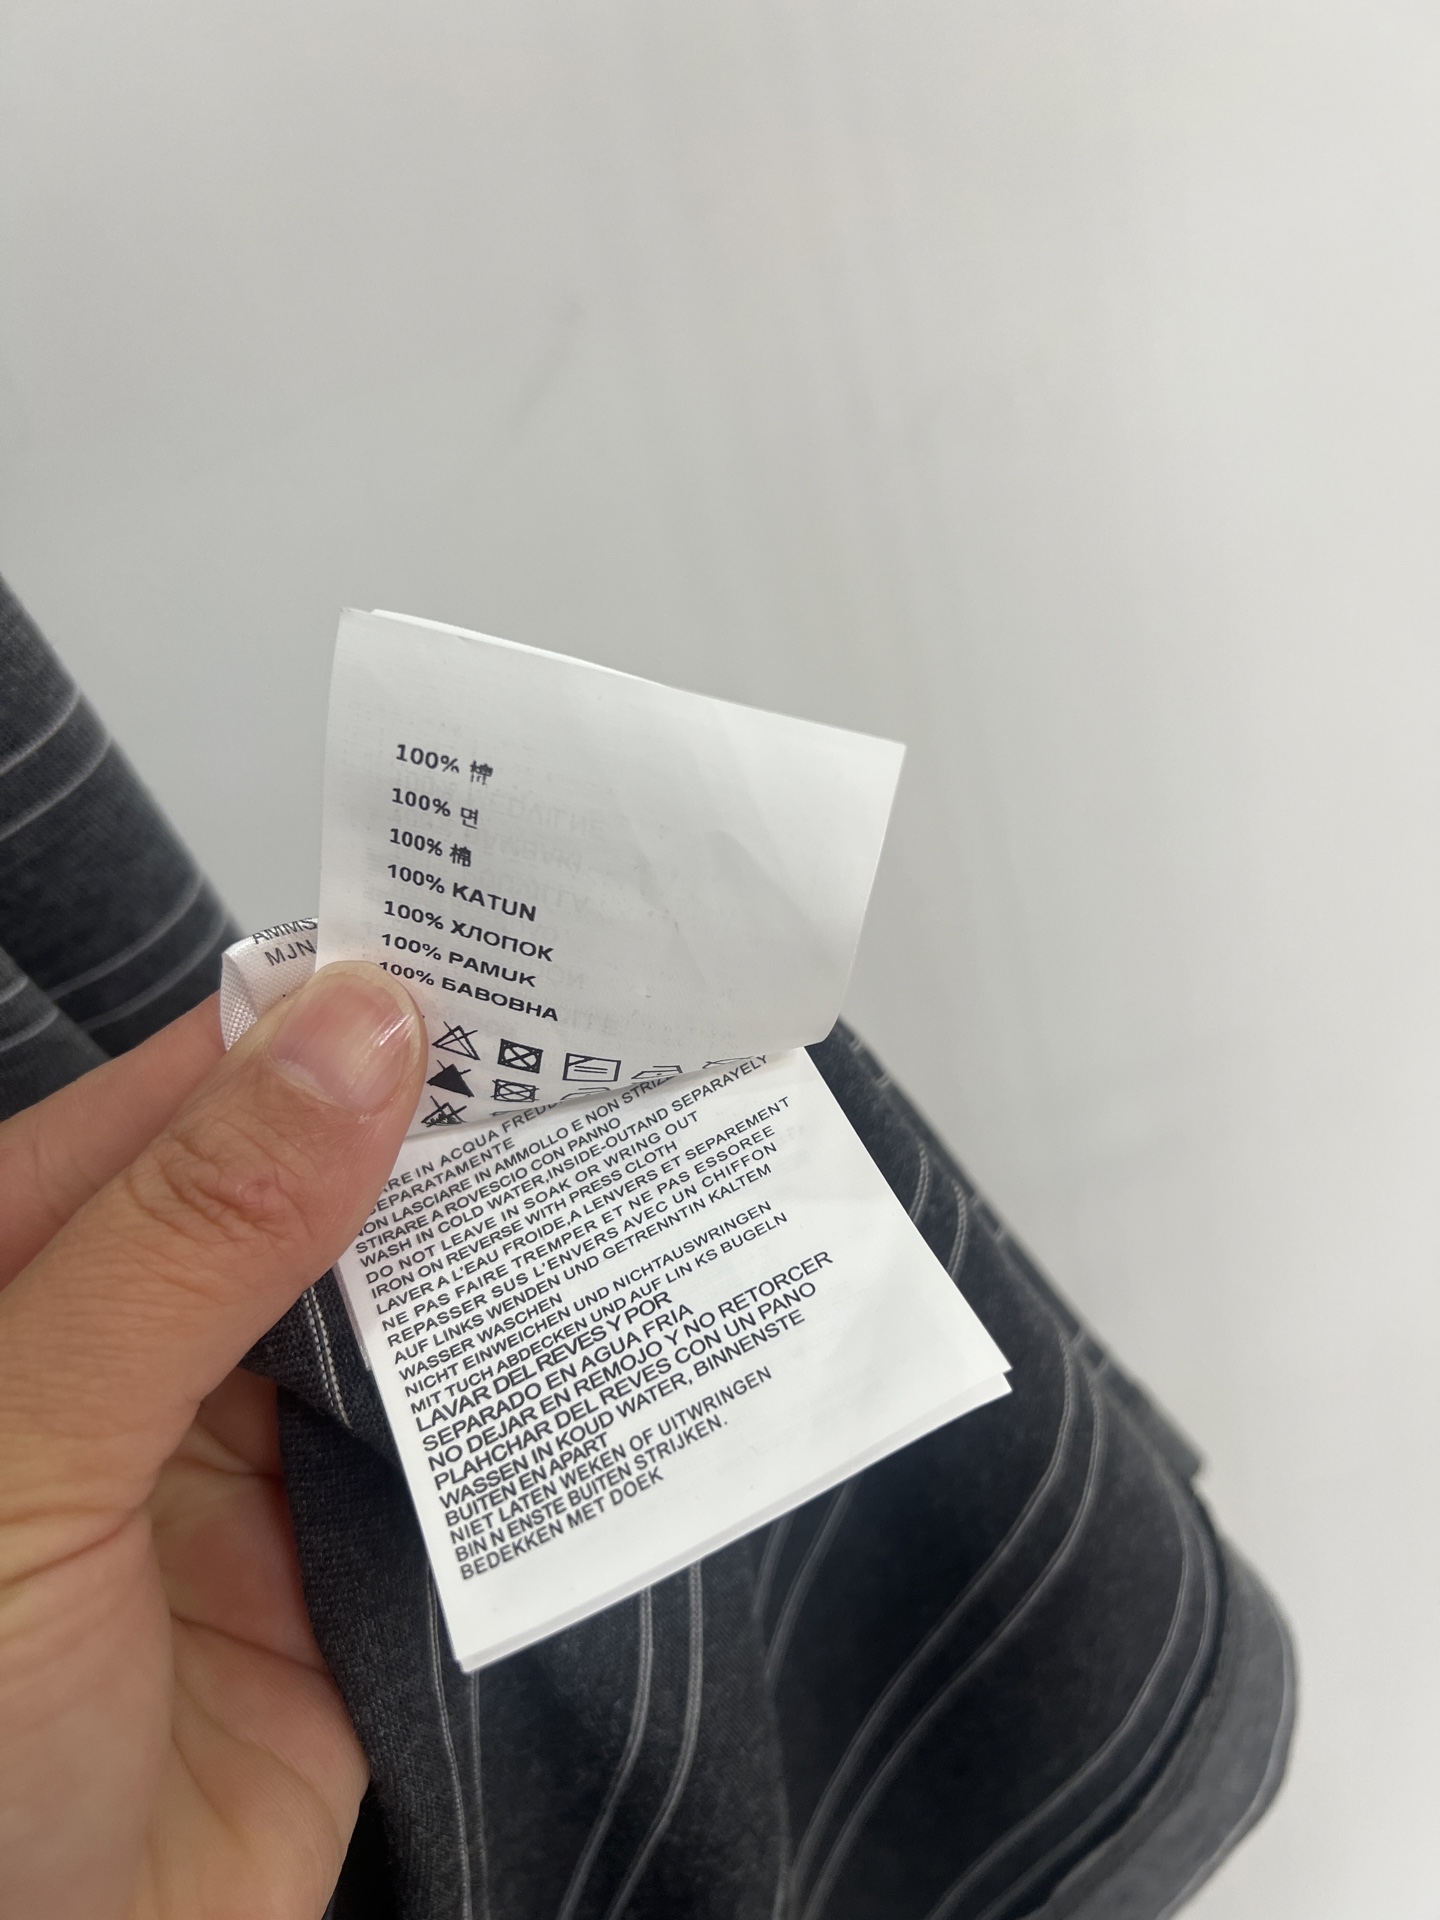 100% 棉
100% 면
100% 棉
100% KATUN
100% ХЛОПОК
100% PAMUK
100% БАВОВНА
AMMS
MJN
IN ACQUA
SEPARATAMENTE
NON LASCIARE IN AMMOLLO E NON
STIRARE A ROVESCIO CON PANNO
WASH IN COLD WATER,INSIDE-OUTAND SEPARAYELY
DO NOT LEAVE IN SOAK OR WRING OUT
IRON ON REVERSE WITH PRESS CLOTH
LAVER A L'EAU FROIDE,A LENVERS ET SEPAREMENT
NE PAS FAIRE TREMPER ET NE PAS ESSOREE
REPASSER SUS L'ENVERS AVEC UN CHIFFON
AUF LINKS WENDEN UND GETRENNTIN KALTEM
WASSER WASCHEN
NICHT EINWEICHEN UND NICHTAUSWRINGEN
MIT TUCH ABDECKEN UND AUF LIN KS BUGELN
LAVAR DEL REVES Y POR
SEPARADO EN AGUA FRIA
NO DEJAR EN REMOJO Y NO RETORCER
PLAHCHAR DEL REVES CON UN PANO
WASSEN IN KOUD WATER, BINNENSTE
BUITEN EN APART
NIET LATEN WEKEN OF UITWRINGEN
BIN N ENSTE BUITEN STRIJKEN.
BEDEKKEN MET DOEK